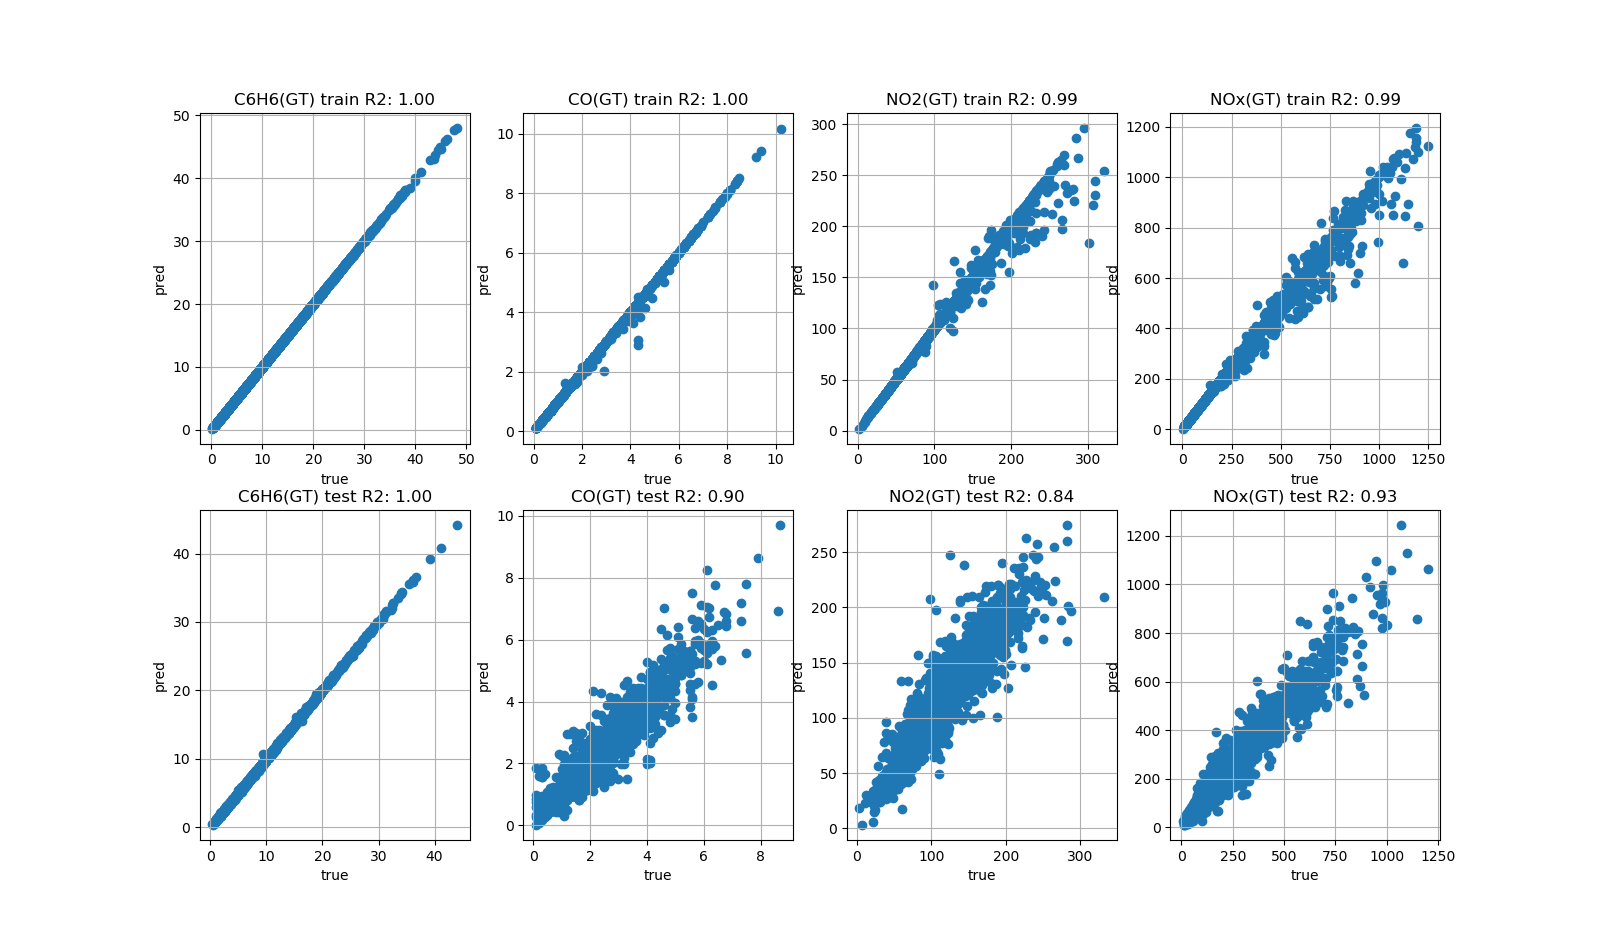 C6H6(GT) train R2: 1.00
pred
50
40
30
20
10
0
0 10 20 30 40 50
true
CO(GT) train R2: 1.00
pred
10
8
6
4
2
0
0 2 4 6 8 10
true
NO2(GT) train R2: 0.99
pred
300
250
200
150
100
50
0
0 100 200 300
true
NOx(GT) train R2: 0.99
pred
1200
1000
800
600
400
200
0
0 250 500 750 1000 1250
true
C6H6(GT) test R2: 1.00
pred
40
30
20
10
0
0 10 20 30 40
true
CO(GT) test R2: 0.90
pred
10
8
6
4
2
0
0 2 4 6 8
true
NO2(GT) test R2: 0.84
pred
250
200
150
100
50
0
0 100 200 300
true
NOx(GT) test R2: 0.93
pred
1200
1000
800
600
400
200
0
0 250 500 750 1000 1250
true